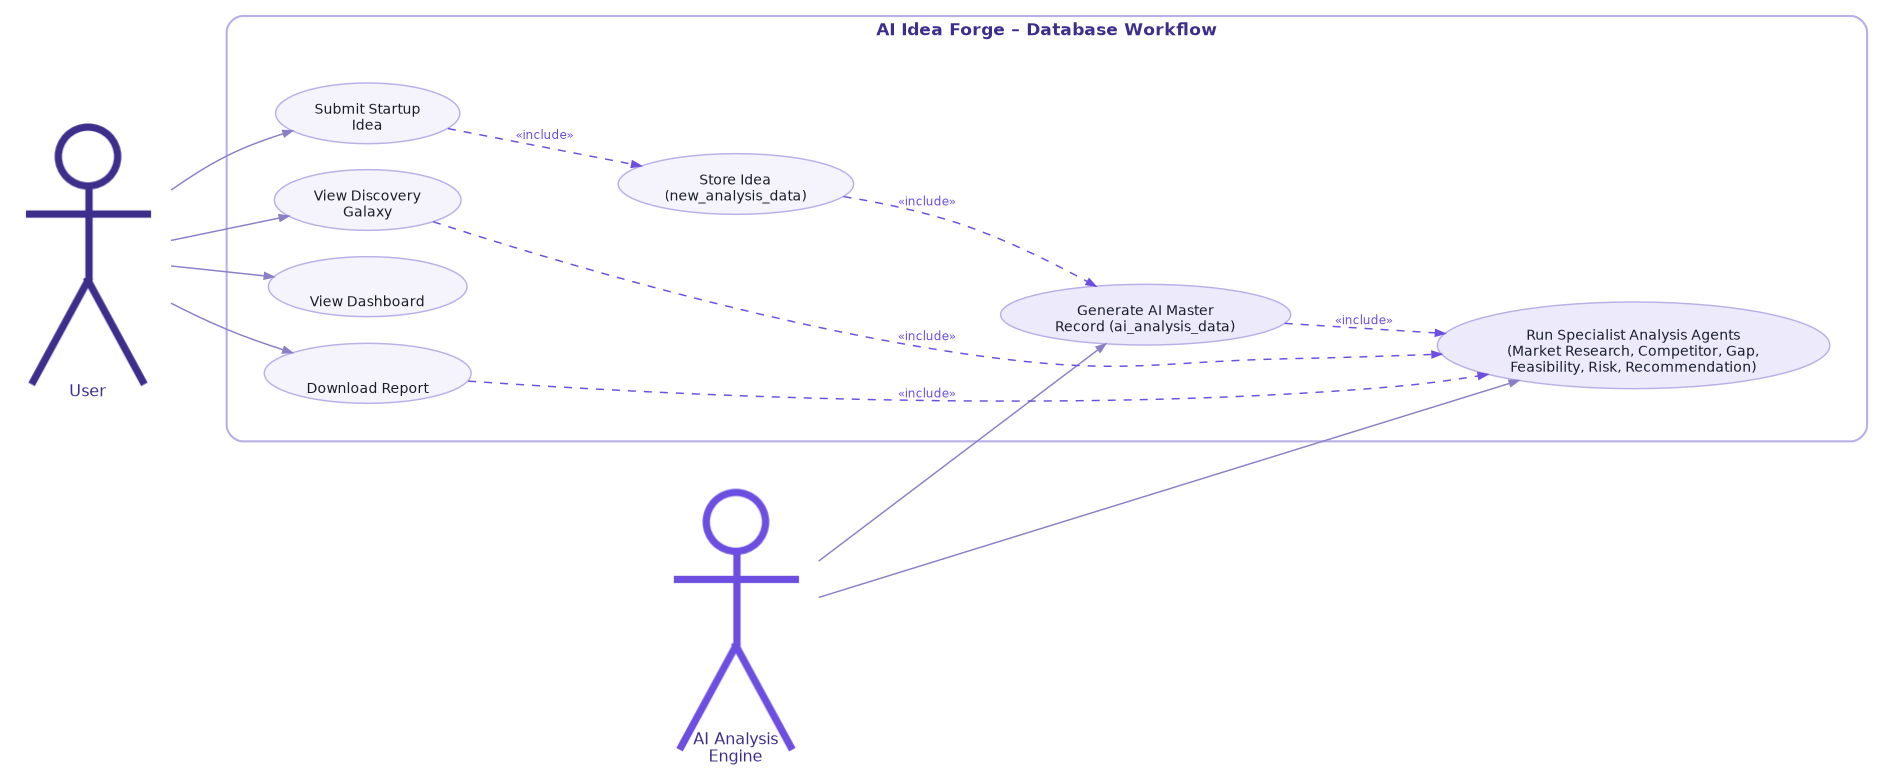 AI Idea Forge – Database Workflow
Submit Startup
Idea
«include»
Store Idea
(new_analysis_data)
«include»
View Discovery
Galaxy
View Dashboard
Generate AI Master
Record (ai_analysis_data)
«include»
Run Specialist Analysis Agents
(Market Research, Competitor, Gap,
Feasibility, Risk, Recommendation)
«include»
Download Report
«include»
User
AI Analysis
Engine